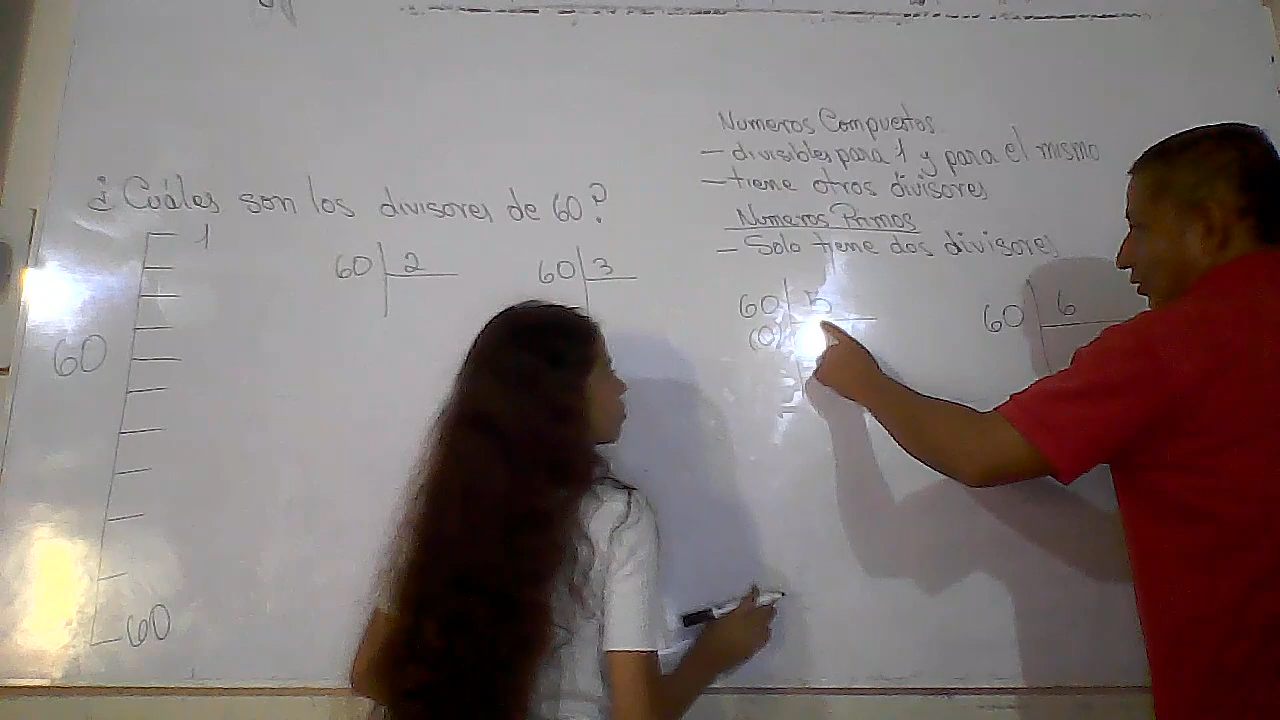 ¿Cuáles son los divisores de 60?
1
60
60
60 2
60 3
Numeros Compuestos
- divisibles para 1 y para el mismo
- tiene otros divisores
Numeros Primos
- Solo tiene dos divisores
60 5
(0)
60 6